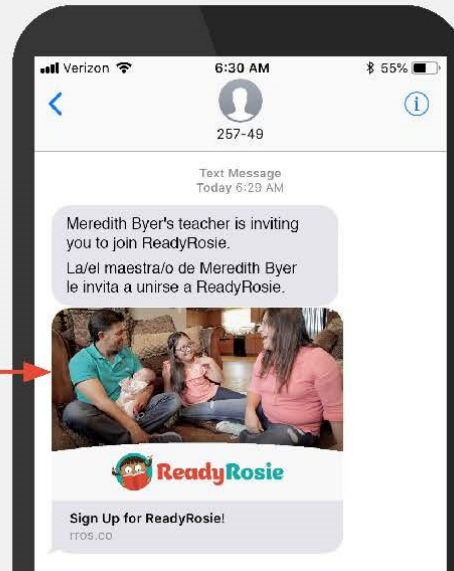 Verizon 6:30 AM 55%
257-49
Text Message
Today 6:29 AM
Meredith Byer's teacher is inviting
you to join ReadyRosie.
La/el maestra/o de Meredith Byer
le invita a unirse a ReadyRosie.
ReadyRosie
Sign Up for ReadyRosie!
rros.co